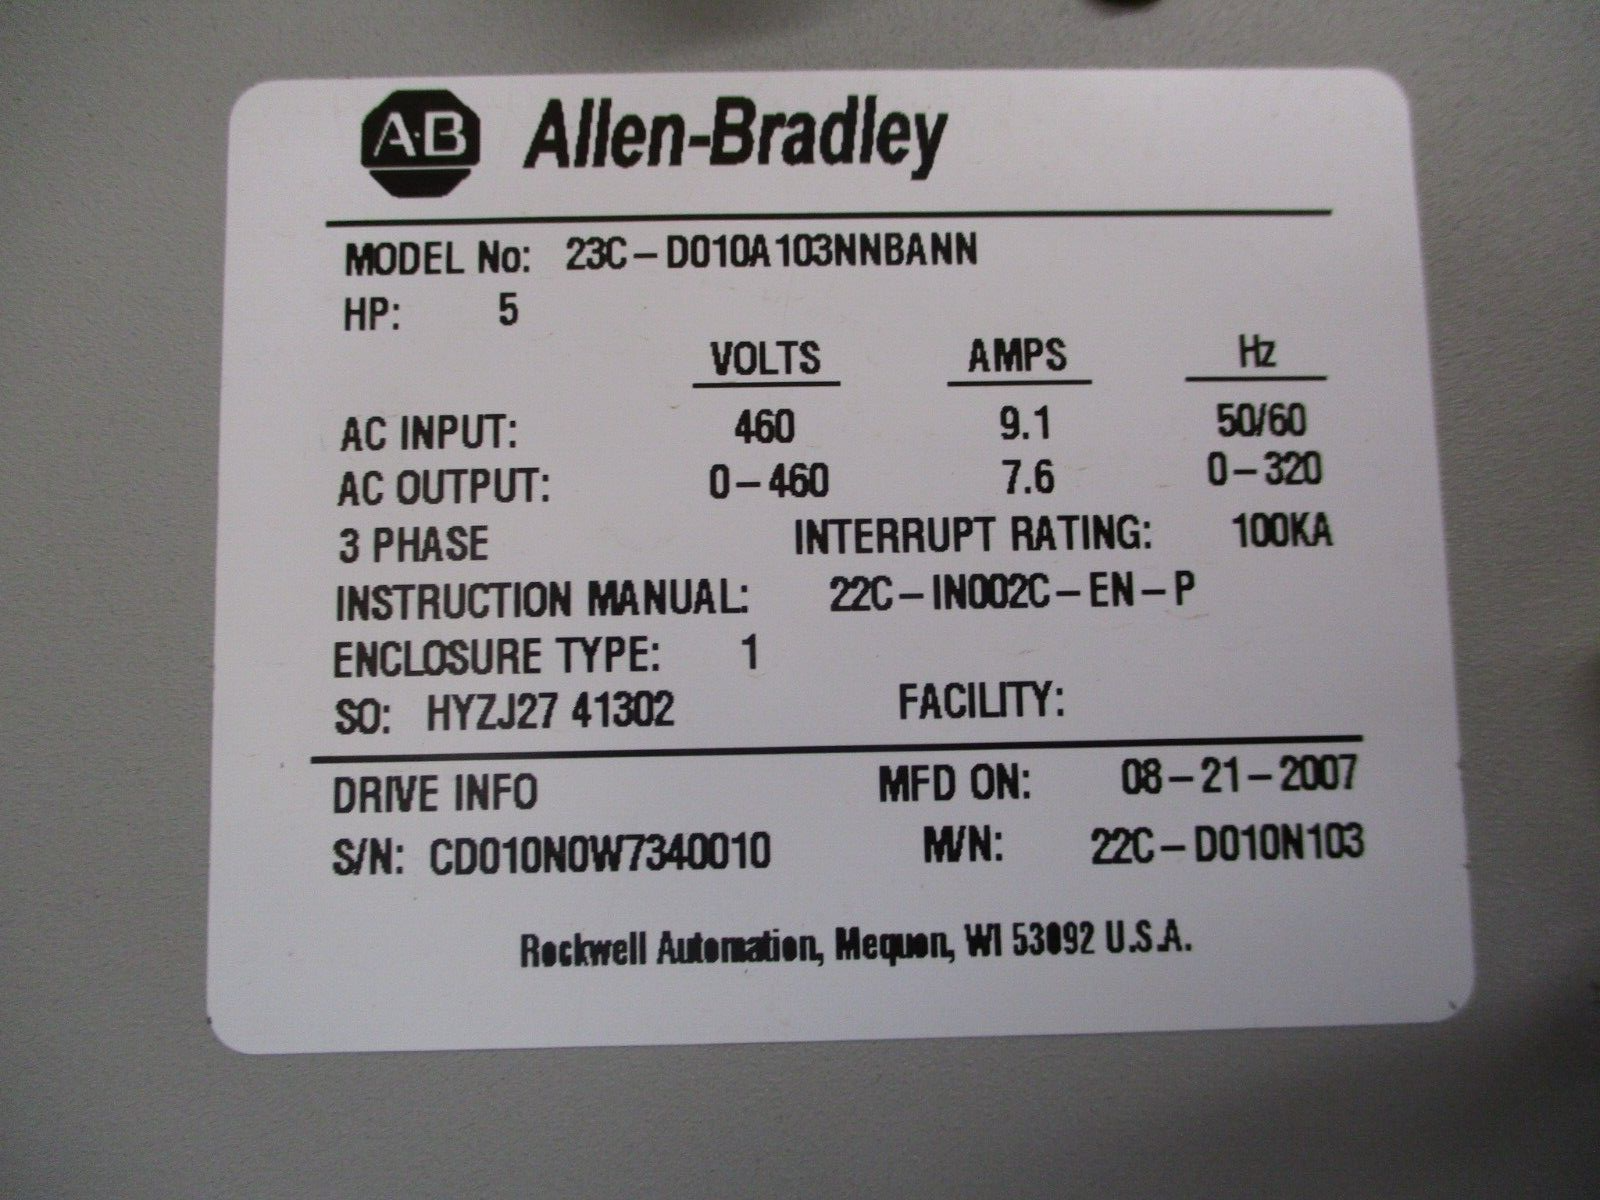 A·B Allen-Bradley
MODEL No: 23C-D010A103NNBANN
HP: 5
VOLTS AMPS Hz
AC INPUT: 460 9.1 50/60
AC OUTPUT: 0-460 7.6 0-320
3 PHASE INTERRUPT RATING: 100KA
INSTRUCTION MANUAL: 22C-IN002C-EN-P
ENCLOSURE TYPE: 1
SO: HYZJ27 41302 FACILITY:
DRIVE INFO MFD ON: 08-21-2007
S/N: CD010N0W7340010 M/N: 22C-D010N103
Rockwell Automation, Mequon, WI 53092 U.S.A.